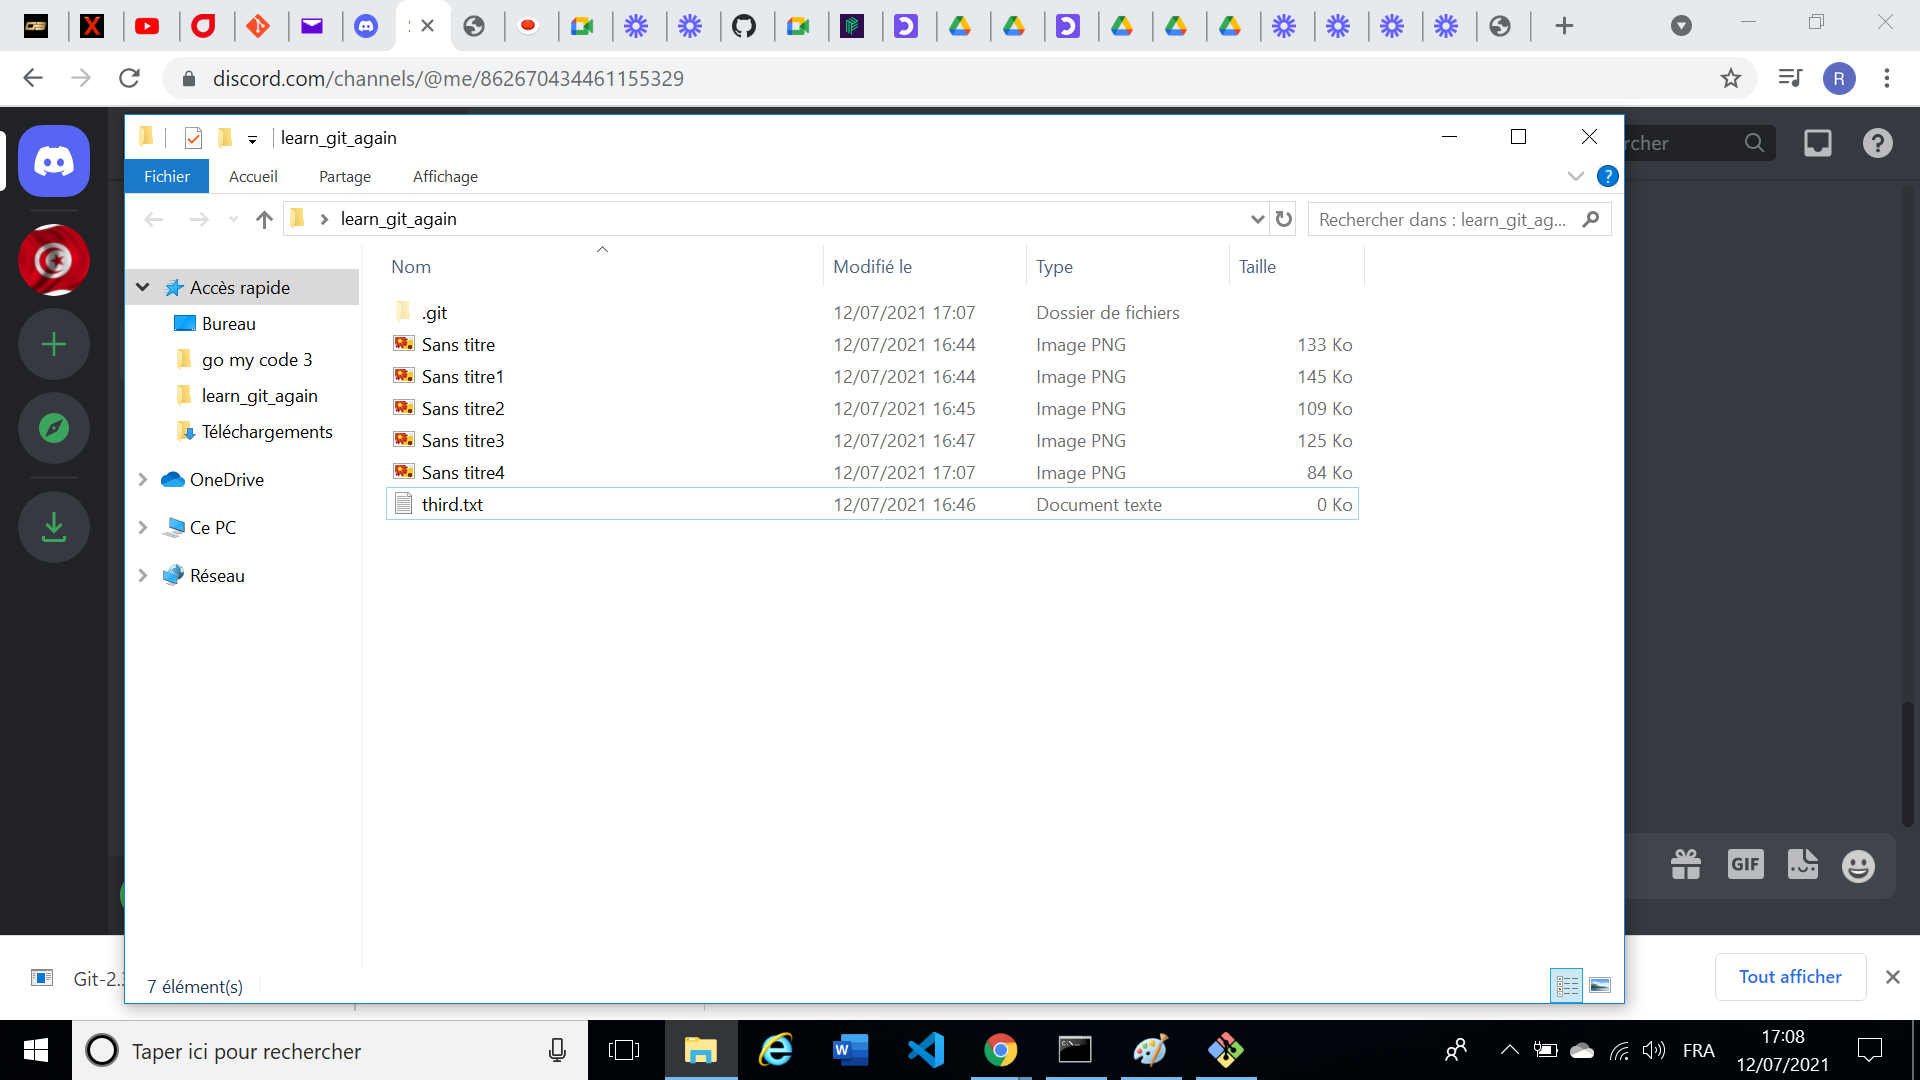 discord.com/channels/@me/862670434461155329
R
learn_git_again
rcher
Fichier
Accueil
Partage
Affichage
learn_git_again
Rechercher dans : learn_git_ag...
Nom
Modifié le
Type
Taille
Accès rapide
Bureau
go my code 3
learn_git_again
Téléchargements
OneDrive
Ce PC
Réseau
.git 12/07/2021 17:07 Dossier de fichiers
Sans titre 12/07/2021 16:44 Image PNG 133 Ko
Sans titre1 12/07/2021 16:44 Image PNG 145 Ko
Sans titre2 12/07/2021 16:45 Image PNG 109 Ko
Sans titre3 12/07/2021 16:47 Image PNG 125 Ko
Sans titre4 12/07/2021 17:07 Image PNG 84 Ko
third.txt 12/07/2021 16:46 Document texte 0 Ko
GIF
7 élément(s)
Git-2.
Tout afficher
Taper ici pour rechercher
FRA
17:08
12/07/2021